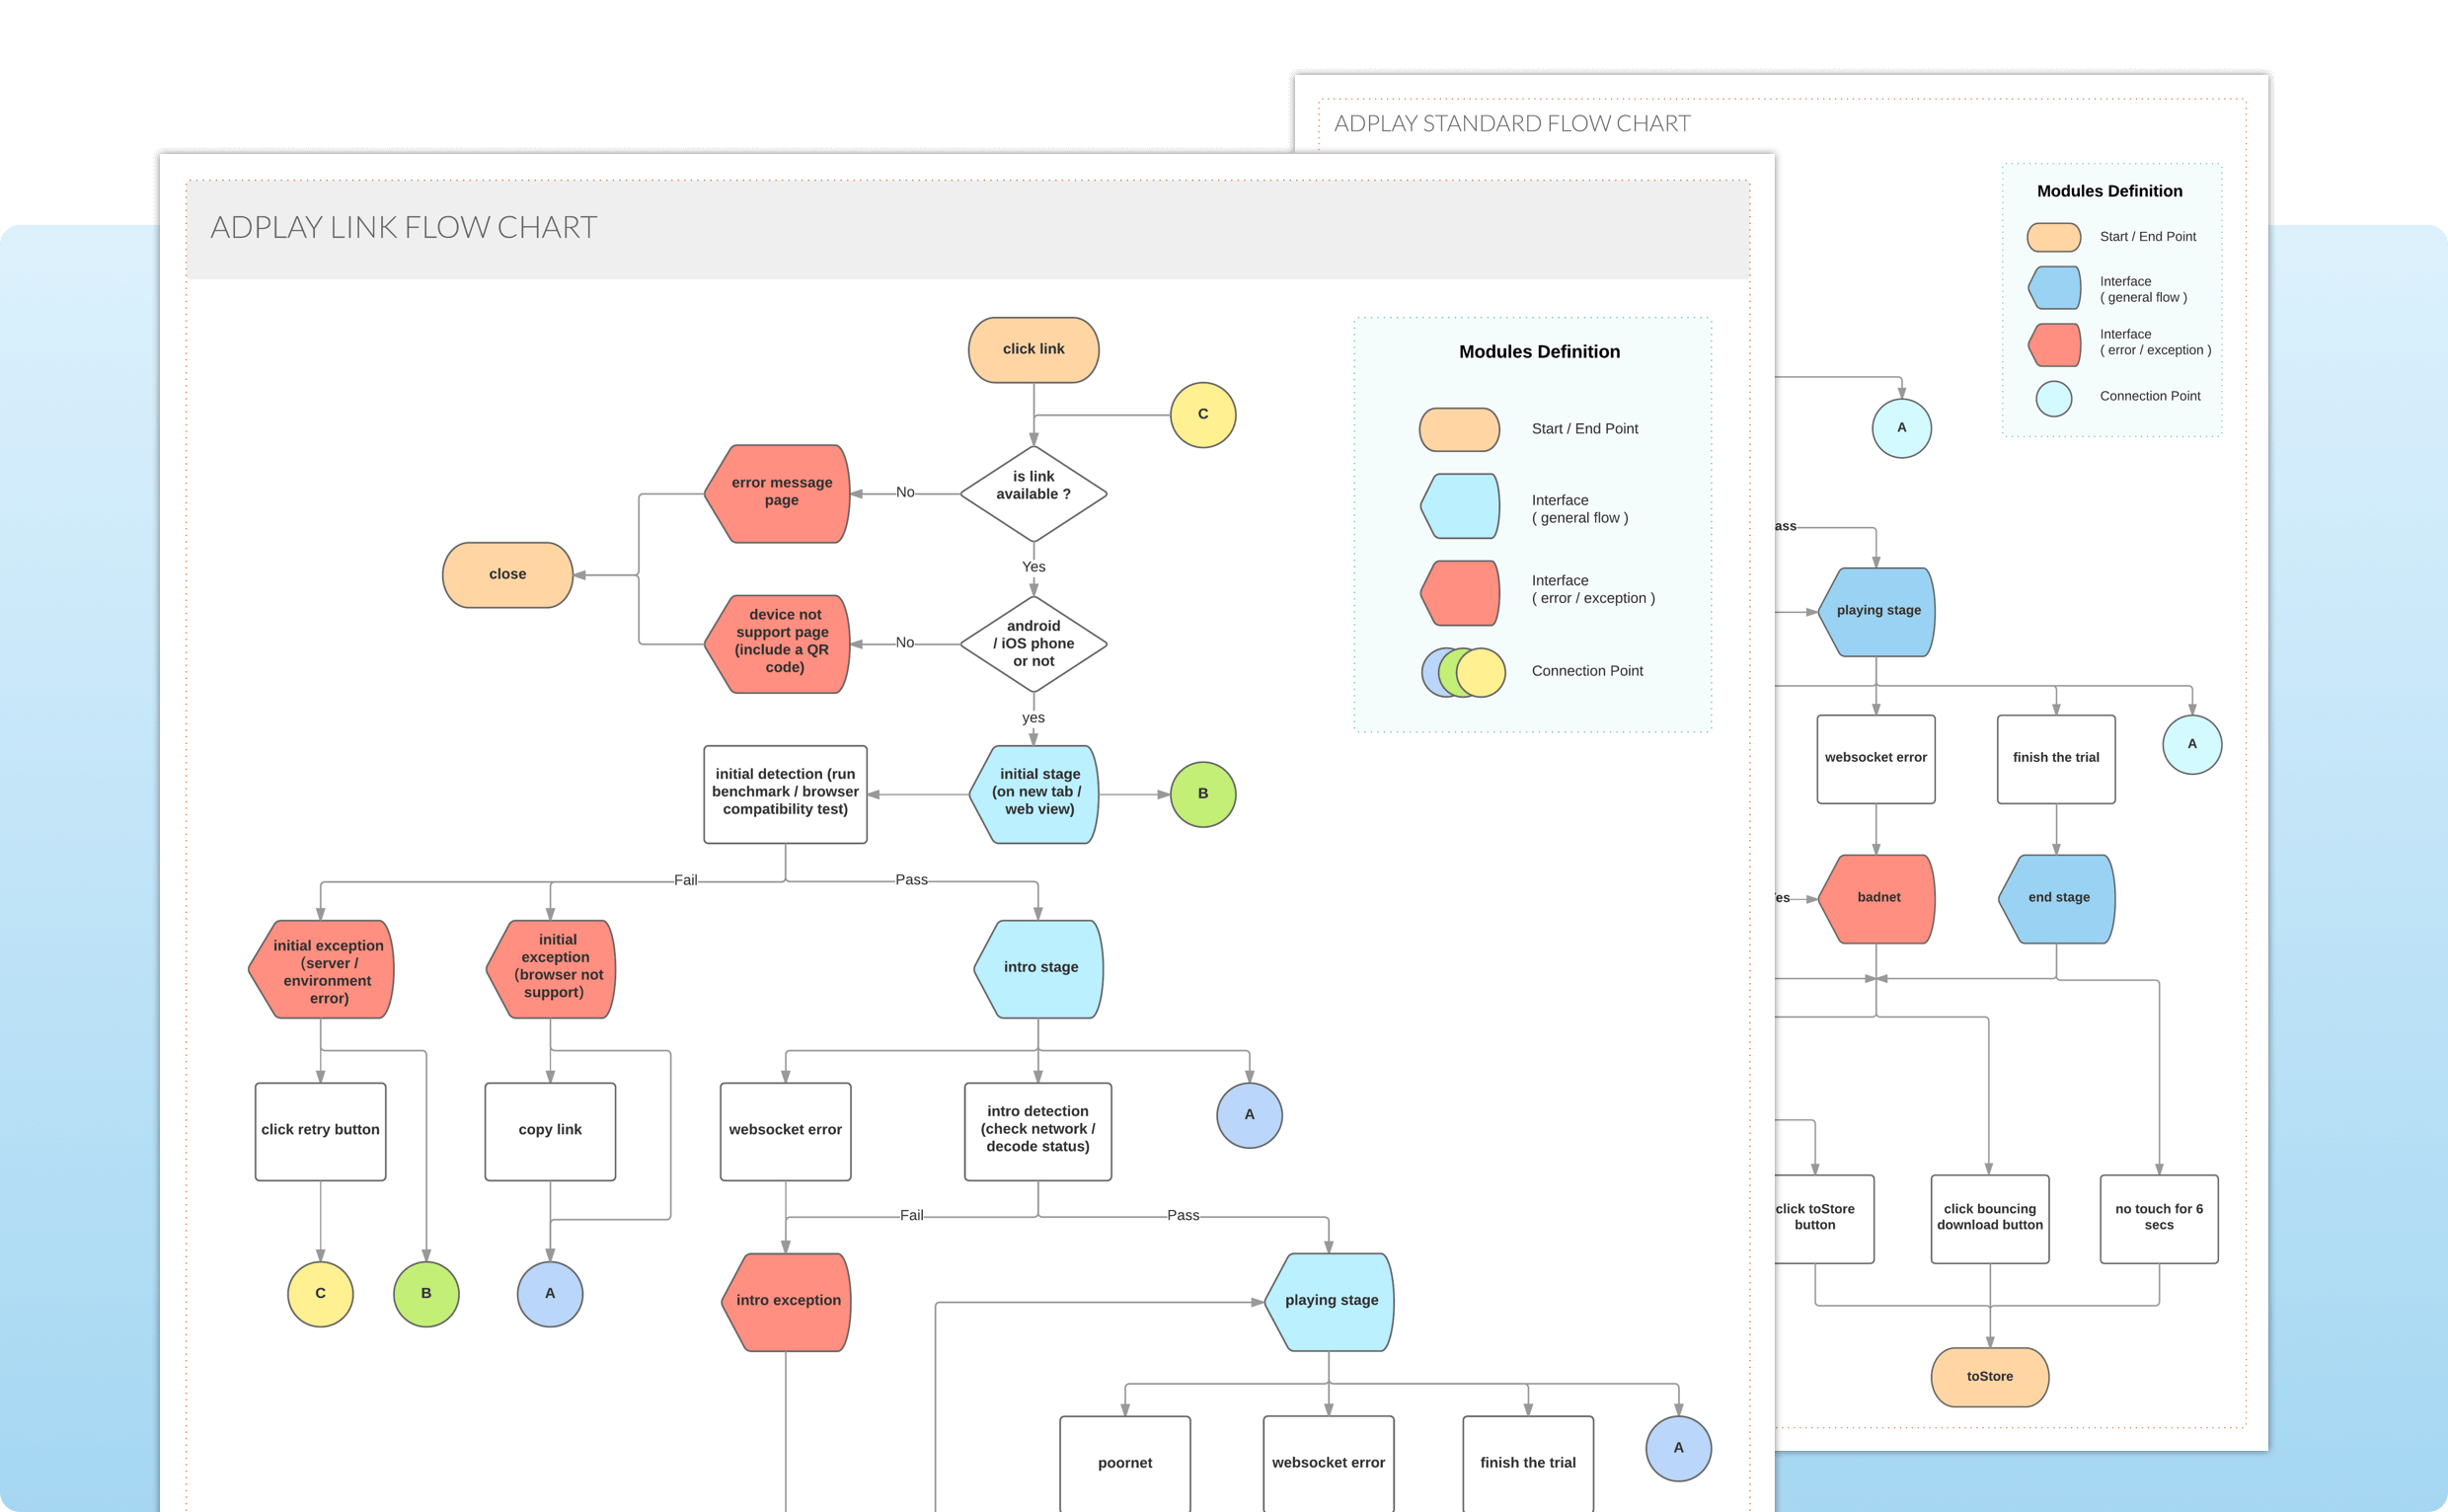 ADPLAY STANDARD FLOW CHART
Modules Definition
Start / End Point
Interface
( general flow )
Interface
( error / exception )
Connection Point
A
playing stage
websocket error
finish the trial
A
badnet
end stage
click toStore
button
click bouncing
download button
no touch for 6
secs
toStore
ADPLAY LINK FLOW CHART
click link
C
Modules Definition
Start / End Point
Interface
( general flow )
Interface
( error / exception )
Connection Point
error message
page
No
is link
available ?
close
Yes
device not
support page
(include a QR
code)
No
android
/ iOS phone
or not
yes
initial detection (run
benchmark / browser
compatibility test)
initial stage
(on new tab /
web view)
B
Fail
Pass
initial exception
(server /
environment
error)
initial
exception
(browser not
support)
intro stage
click retry button
copy link
websocket error
intro detection
(check network /
decode status)
A
Fail
Pass
C
B
A
intro exception
playing stage
poornet
websocket error
finish the trial
A